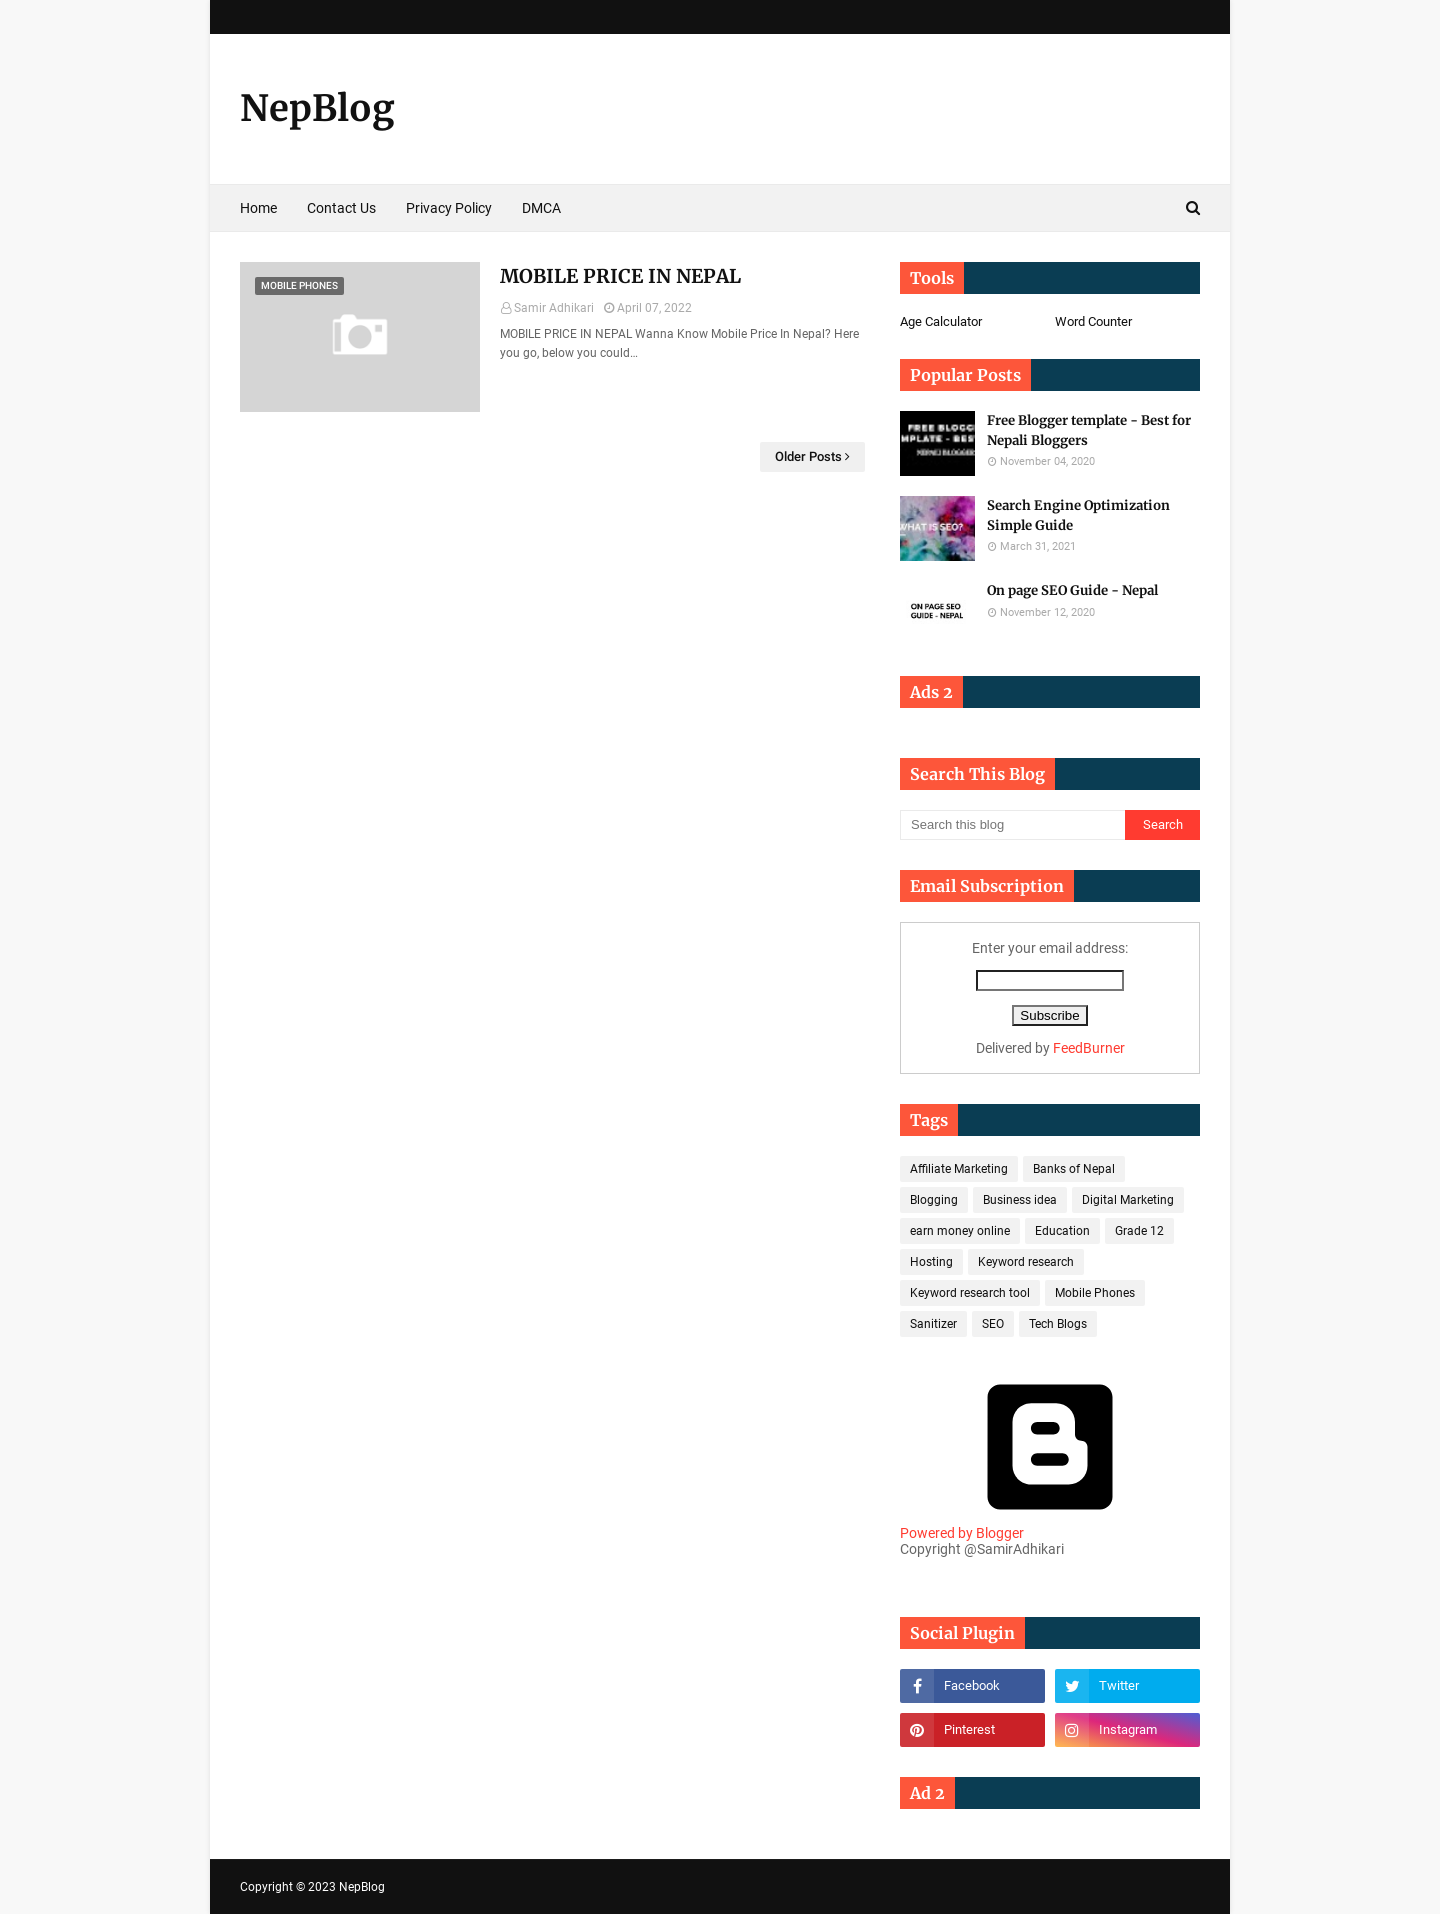 NepBlog
Home Contact Us Privacy Policy DMCA
MOBILE PHONES
MOBILE PRICE IN NEPAL
Samir Adhikari April 07, 2022
MOBILE PRICE IN NEPAL Wanna Know Mobile Price In Nepal? Here
you go, below you could…
Older Posts
Tools
Age Calculator Word Counter
Popular Posts
FREE BLOGG
MPLATE - BEST
NEPALI BLOGGER
Free Blogger template - Best for
Nepali Bloggers
November 04, 2020
WHAT IS SEO?
Search Engine Optimization
Simple Guide
March 31, 2021
ON PAGE SEO
GUIDE - NEPAL
On page SEO Guide - Nepal
November 12, 2020
Ads 2
Search This Blog
Search this blog Search
Email Subscription
Enter your email address:
Subscribe
Delivered by FeedBurner
Tags
Affiliate Marketing Banks of Nepal
Blogging Business idea Digital Marketing
earn money online Education Grade 12
Hosting Keyword research
Keyword research tool Mobile Phones
Sanitizer SEO Tech Blogs
Powered by Blogger
Copyright @SamirAdhikari
Social Plugin
Facebook Twitter
Pinterest Instagram
Ad 2
Copyright © 2023 NepBlog